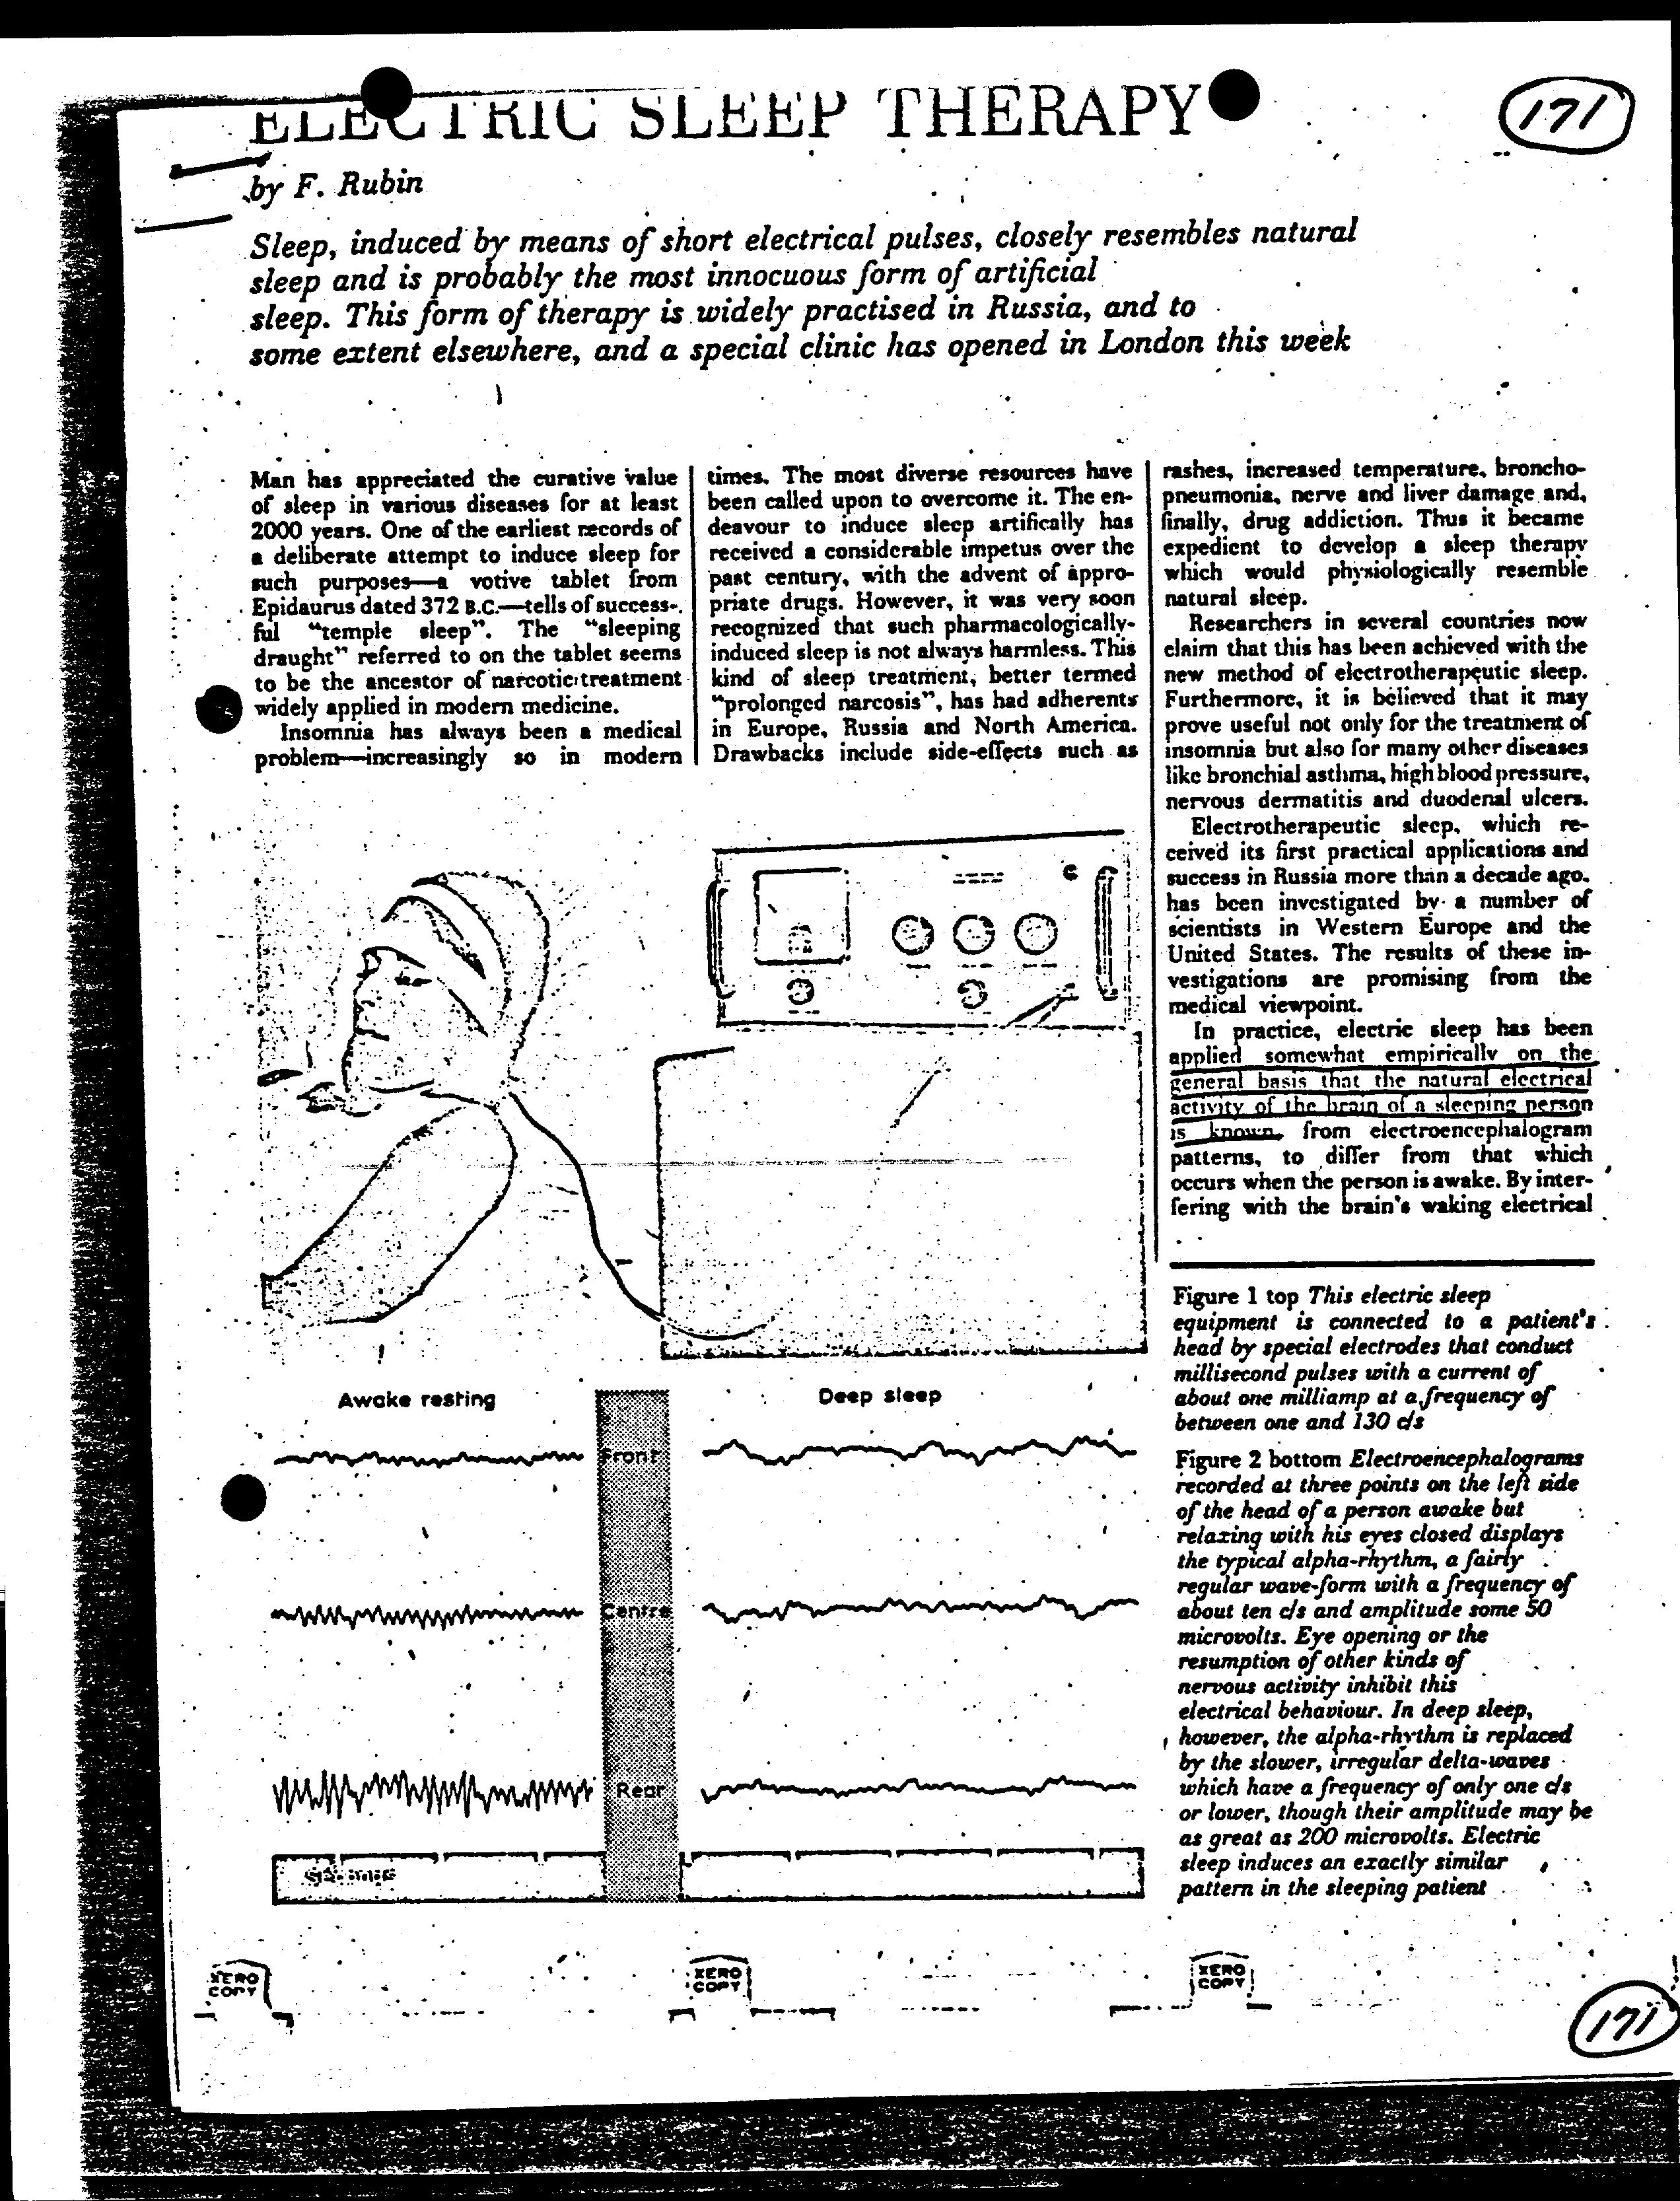 ELECTRIC SLEEP THERAPY
171
by F. Rubin
Sleep, induced by means of short electrical pulses, closely resembles natural
sleep and is probably the most innocuous form of artificial
sleep. This form of therapy is widely practised in Russia, and to
some extent elsewhere, and a special clinic has opened in London this week
Man has appreciated the curative value
of sleep in various diseases for at least
2000 years. One of the earliest records of
a deliberate attempt to induce sleep for
such purposes—a votive tablet from
Epidaurus dated 372 B.C.—tells of success-
ful "temple sleep". The "sleeping
draught" referred to on the tablet seems
to be the ancestor of narcotic treatment
widely applied in modern medicine.
Insomnia has always been a medical
problem—increasingly so in modern
times. The most diverse resources have
been called upon to overcome it. The en-
deavour to induce sleep artifically has
received a considerable impetus over the
past century, with the advent of appro-
priate drugs. However, it was very soon
recognized that such pharmacologically-
induced sleep is not always harmless. This
kind of sleep treatment, better termed
"prolonged narcosis", has had adherents
in Europe, Russia and North America.
Drawbacks include side-effects such as
rashes, increased temperature, broncho-
pneumonia, nerve and liver damage and,
finally, drug addiction. Thus it became
expedient to develop a sleep therapy
which would physiologically resemble
natural sleep.
Researchers in several countries now
claim that this has been achieved with the
new method of electrotherapeutic sleep.
Furthermore, it is believed that it may
prove useful not only for the treatment of
insomnia but also for many other diseases
like bronchial asthma, high blood pressure,
nervous dermatitis and duodenal ulcers.
Electrotherapeutic sleep, which re-
ceived its first practical applications and
success in Russia more than a decade ago,
has been investigated by a number of
scientists in Western Europe and the
United States. The results of these in-
vestigations are promising from the
medical viewpoint.
In practice, electric sleep has been
applied somewhat empirically on the
general basis that the natural electrical
activity of the brain of a sleeping person
is known, from electroencephalogram
patterns, to differ from that which
occurs when the person is awake. By inter-
fering with the brain's waking electrical
Figure 1 top This electric sleep
equipment is connected to a patient's
head by special electrodes that conduct
millisecond pulses with a current of
about one milliamp at a frequency of
between one and 130 c/s
Figure 2 bottom Electroencephalograms
recorded at three points on the left side
of the head of a person awake but
relaxing with his eyes closed displays
the typical alpha-rhythm, a fairly
regular wave-form with a frequency of
about ten c/s and amplitude some 50
microvolts. Eye opening or the
resumption of other kinds of
nervous activity inhibit this
electrical behaviour. In deep sleep,
however, the alpha-rhythm is replaced
by the slower, irregular delta-waves
which have a frequency of only one c/s
or lower, though their amplitude may be
as great as 200 microvolts. Electric
sleep induces an exactly similar
pattern in the sleeping patient
Awake resting
Deep sleep
Front
Centre
Rear
XERO
COPY
XERO
COPY
XERO
COPY
171